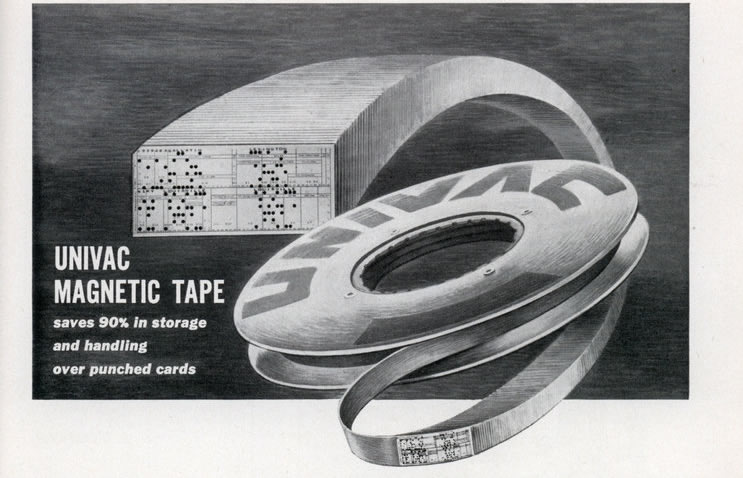 UNIVAC
UNIVAC
MAGNETIC TAPE
saves 90% in storage
and handling
over punched cards